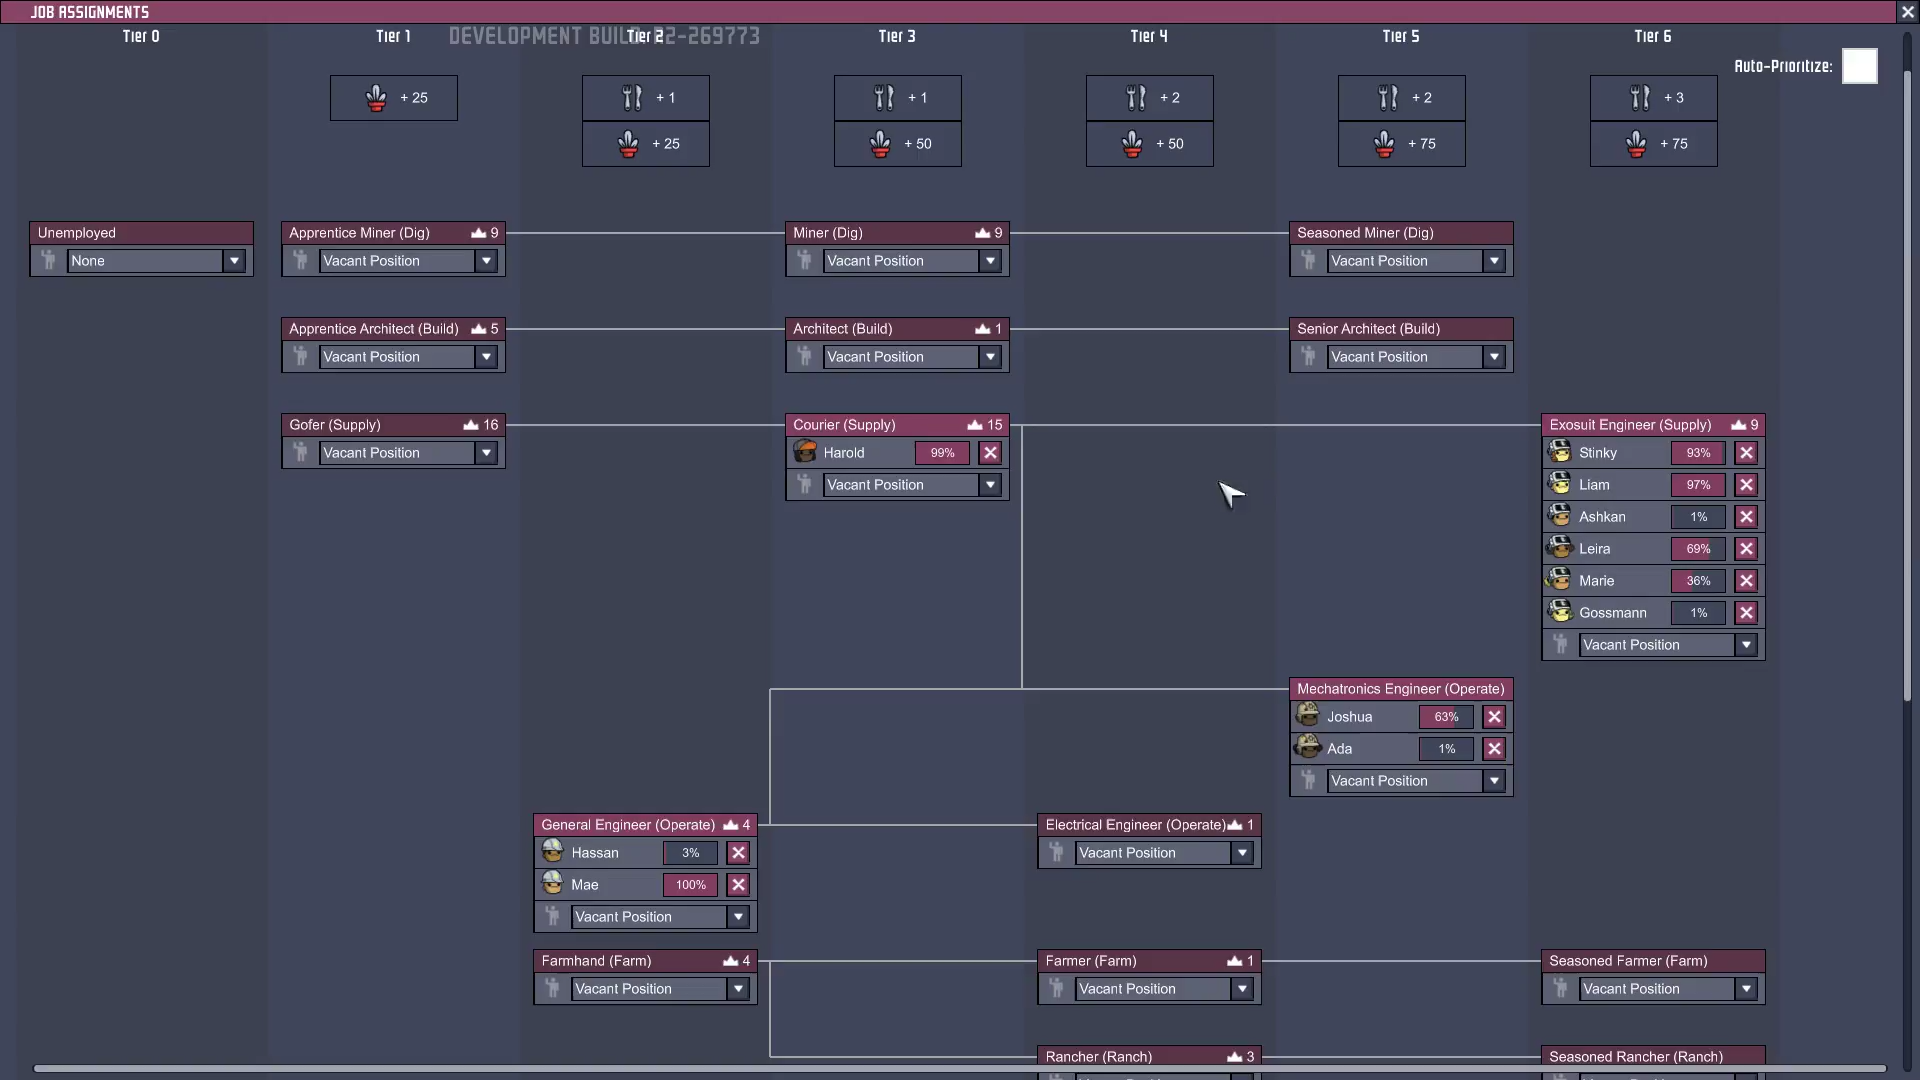 JOB ASSIGNMENTS
Tier 0
Tier 1
DEVELOPMENT BUILD
Tier 2
R2-269773
Tier 3
Tier 4
Tier 5
Tier 6
Auto-Prioritize:
+ 25
+ 1
+ 1
+ 2
+ 2
+ 3
+ 25
+ 50
+ 50
+ 75
+ 75
Unemployed
None
Apprentice Miner (Dig) 9
Vacant Position
Miner (Dig) 9
Vacant Position
Seasoned Miner (Dig)
Vacant Position
Apprentice Architect (Build) 5
Vacant Position
Architect (Build) 1
Vacant Position
Senior Architect (Build)
Vacant Position
Gofer (Supply) 16
Vacant Position
Courier (Supply) 15
Harold 99%
Vacant Position
Exosuit Engineer (Supply) 9
Stinky 93%
Liam 97%
Ashkan 1%
Leira 69%
Marie 36%
Gossmann 1%
Vacant Position
Mechatronics Engineer (Operate)
Joshua 63%
Ada 1%
Vacant Position
General Engineer (Operate) 4
Hassan 3%
Mae 100%
Vacant Position
Electrical Engineer (Operate) 1
Vacant Position
Farmhand (Farm) 4
Vacant Position
Farmer (Farm) 1
Vacant Position
Seasoned Farmer (Farm)
Vacant Position
Rancher (Ranch) 3
Seasoned Rancher (Ranch)